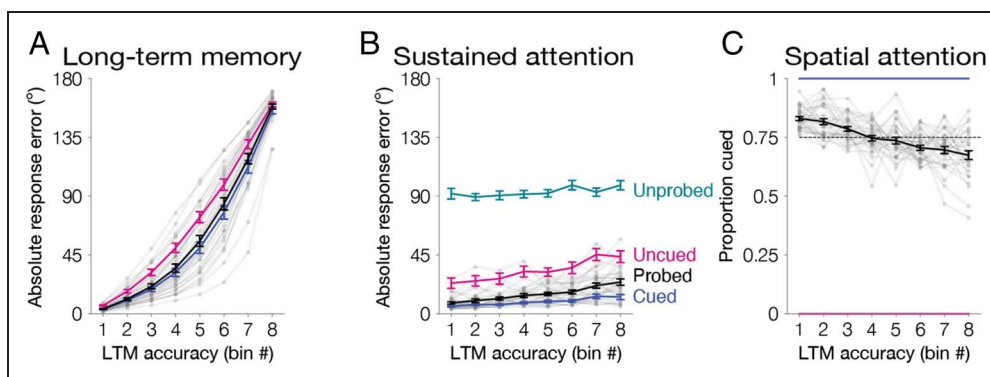 A Long-term memory
Absolute response error (°)
180
135
90
45
0
1 2 3 4 5 6 7 8
LTM accuracy (bin #)
B Sustained attention
Absolute response error (°)
180
135
90
45
0
Unprobed
Uncued
Probed
Cued
1 2 3 4 5 6 7 8
LTM accuracy (bin #)
C Spatial attention
Proportion cued
1
0.75
0.5
0.25
0
1 2 3 4 5 6 7 8
LTM accuracy (bin #)